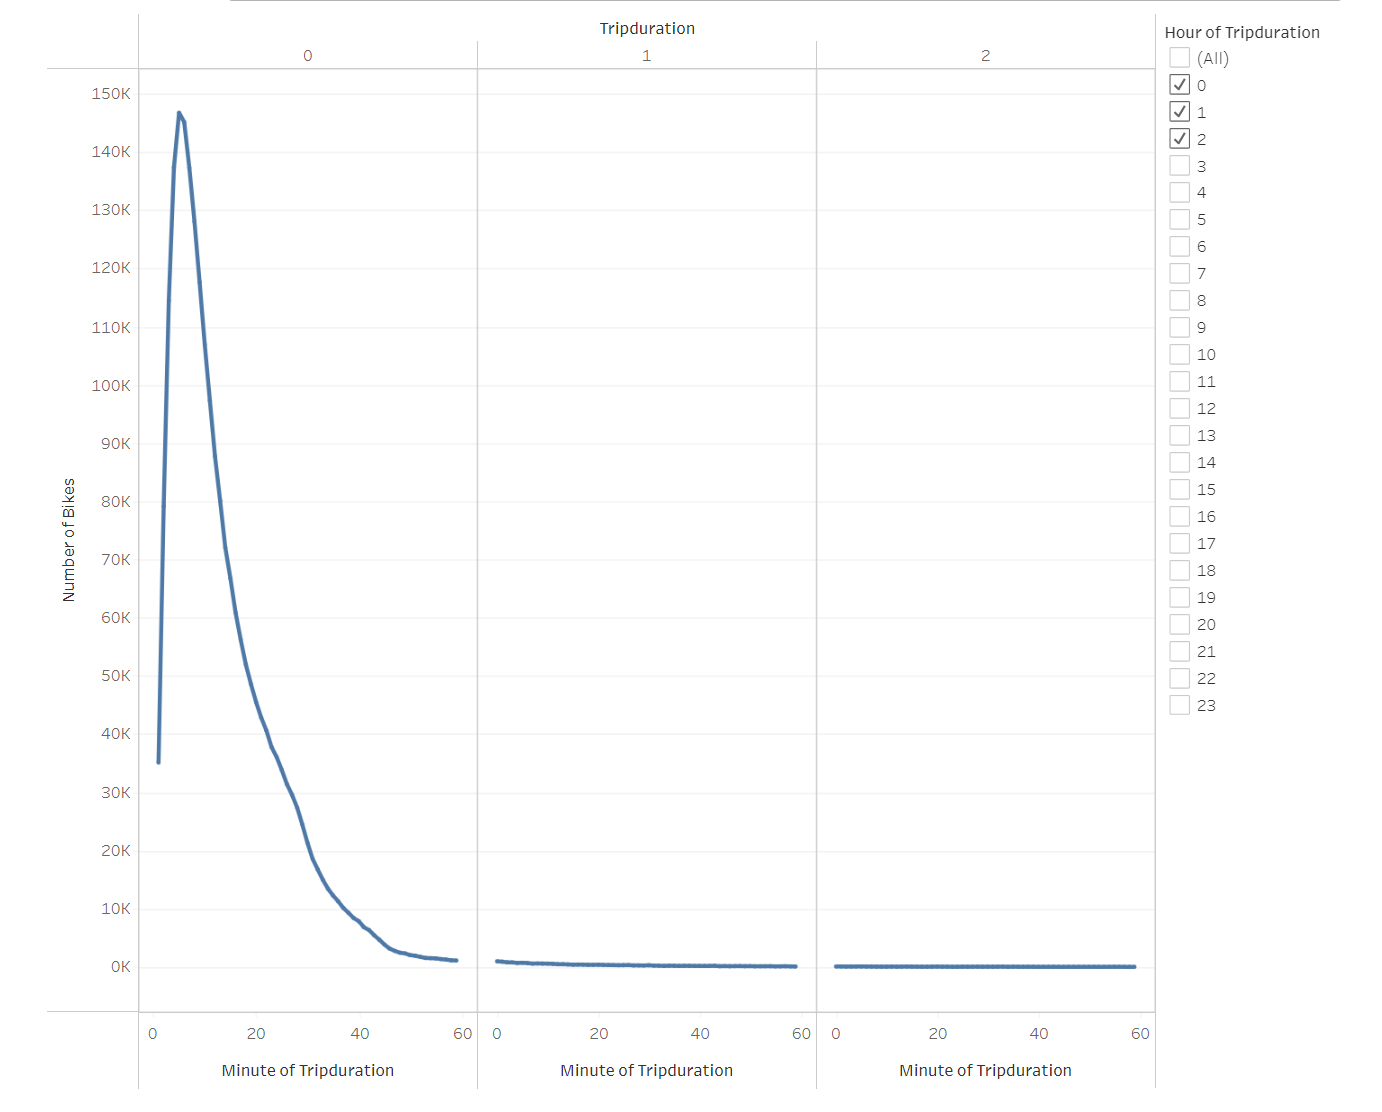 Tripduration
0 1 2
150K
140K
130K
120K
110K
100K
90K
80K
70K
60K
50K
40K
30K
20K
10K
0K
Number of Bikes
0 20 40 60 0 20 40 60 0 20 40 60
Minute of Tripduration Minute of Tripduration Minute of Tripduration
Hour of Tripduration
(All)
0
1
2
3
4
5
6
7
8
9
10
11
12
13
14
15
16
17
18
19
20
21
22
23